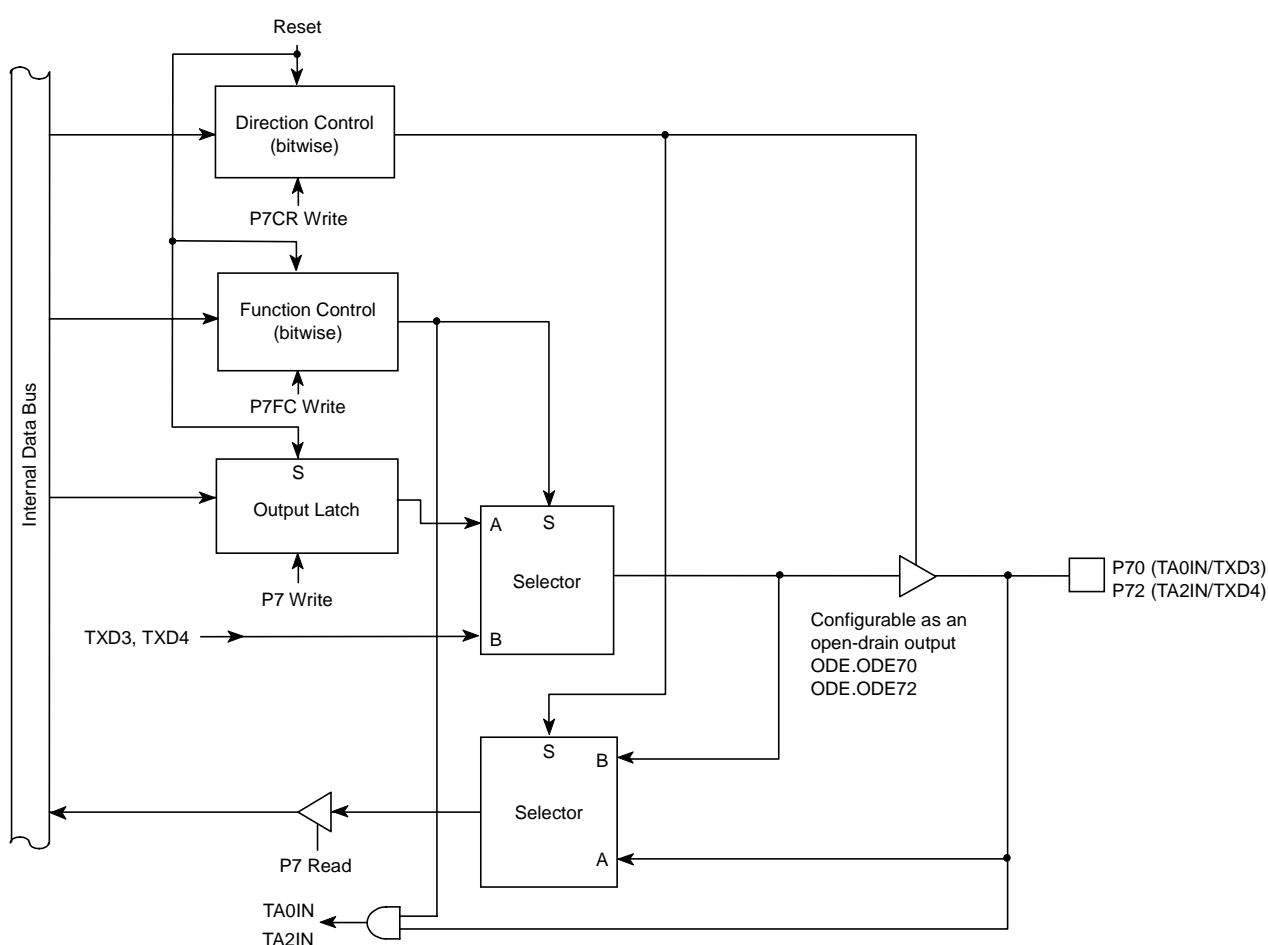 Reset
Direction Control
(bitwise)
P7CR Write
Function Control
(bitwise)
P7FC Write
Internal Data Bus
S
Output Latch
P7 Write
A
S
Selector
B
TXD3, TXD4
P70 (TA0IN/TXD3)
P72 (TA2IN/TXD4)
Configurable as an
open-drain output
ODE.ODE70
ODE.ODE72
S
B
Selector
A
P7 Read
TA0IN
TA2IN